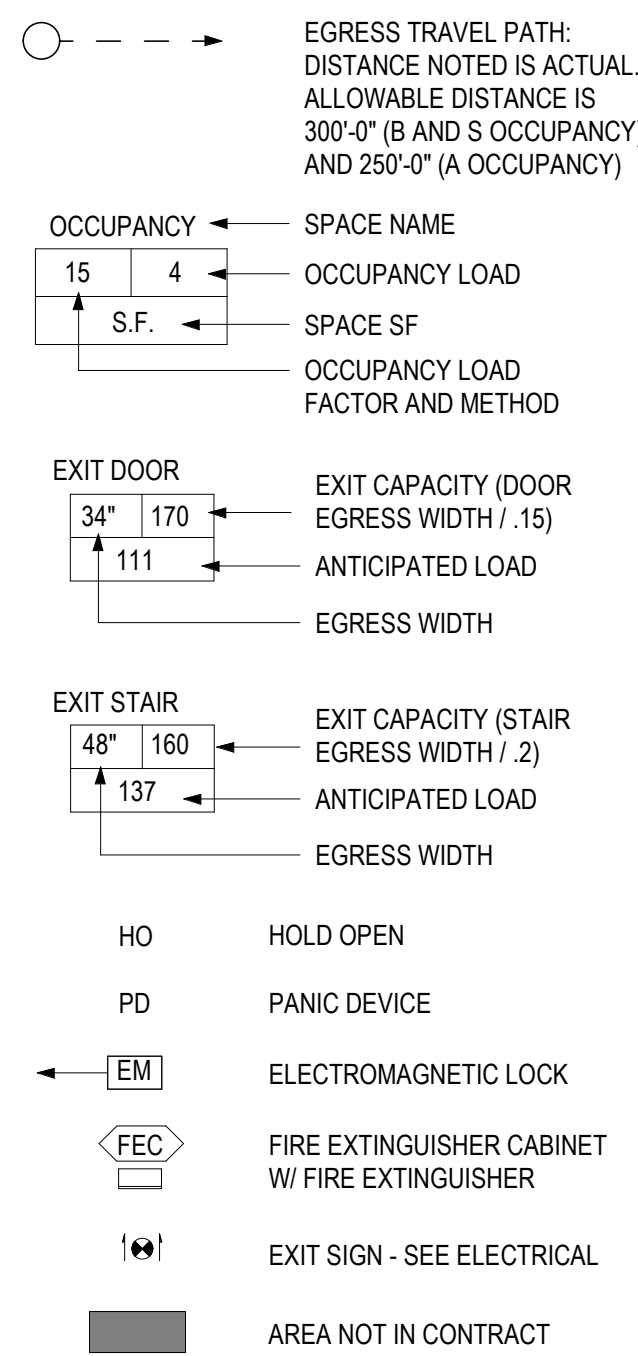 EGRESS TRAVEL PATH:
DISTANCE NOTED IS ACTUAL.
ALLOWABLE DISTANCE IS
300'-0" (B AND S OCCUPANCY)
AND 250'-0" (A OCCUPANCY)
OCCUPANCY
SPACE NAME
15 4
OCCUPANCY LOAD
S.F.
SPACE SF
OCCUPANCY LOAD
FACTOR AND METHOD
EXIT DOOR
34" 170
EXIT CAPACITY (DOOR
EGRESS WIDTH / .15)
111
ANTICIPATED LOAD
EGRESS WIDTH
EXIT STAIR
48" 160
EXIT CAPACITY (STAIR
EGRESS WIDTH / .2)
137
ANTICIPATED LOAD
EGRESS WIDTH
HO HOLD OPEN
PD PANIC DEVICE
EM ELECTROMAGNETIC LOCK
FEC FIRE EXTINGUISHER CABINET
W/ FIRE EXTINGUISHER
EXIT SIGN - SEE ELECTRICAL
AREA NOT IN CONTRACT